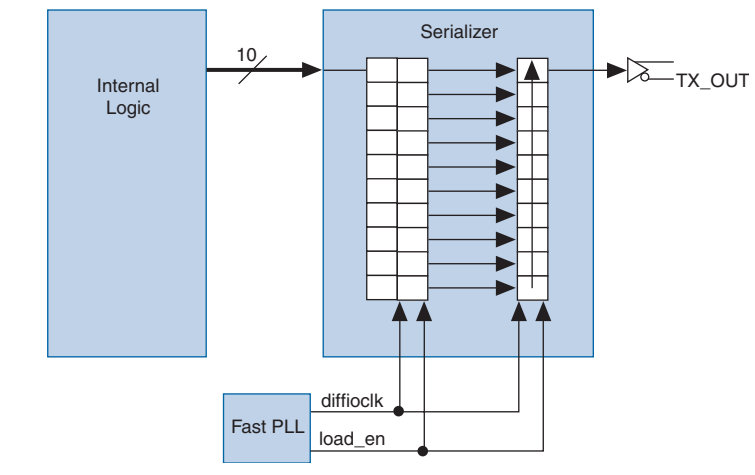 Serializer
10
Internal
Logic
TX_OUT
diffioclk
Fast PLL
load_en